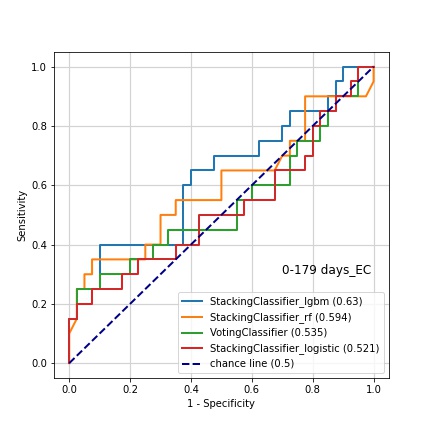 1.0
0.8
0.6
0.4
0.2
0.0
Sensitivity
0-179 days_EC
StackingClassifier_lgbm (0.63)
StackingClassifier_rf (0.594)
VotingClassifier (0.535)
StackingClassifier_logistic (0.521)
chance line (0.5)
0.0 0.2 0.4 0.6 0.8 1.0
1 - Specificity